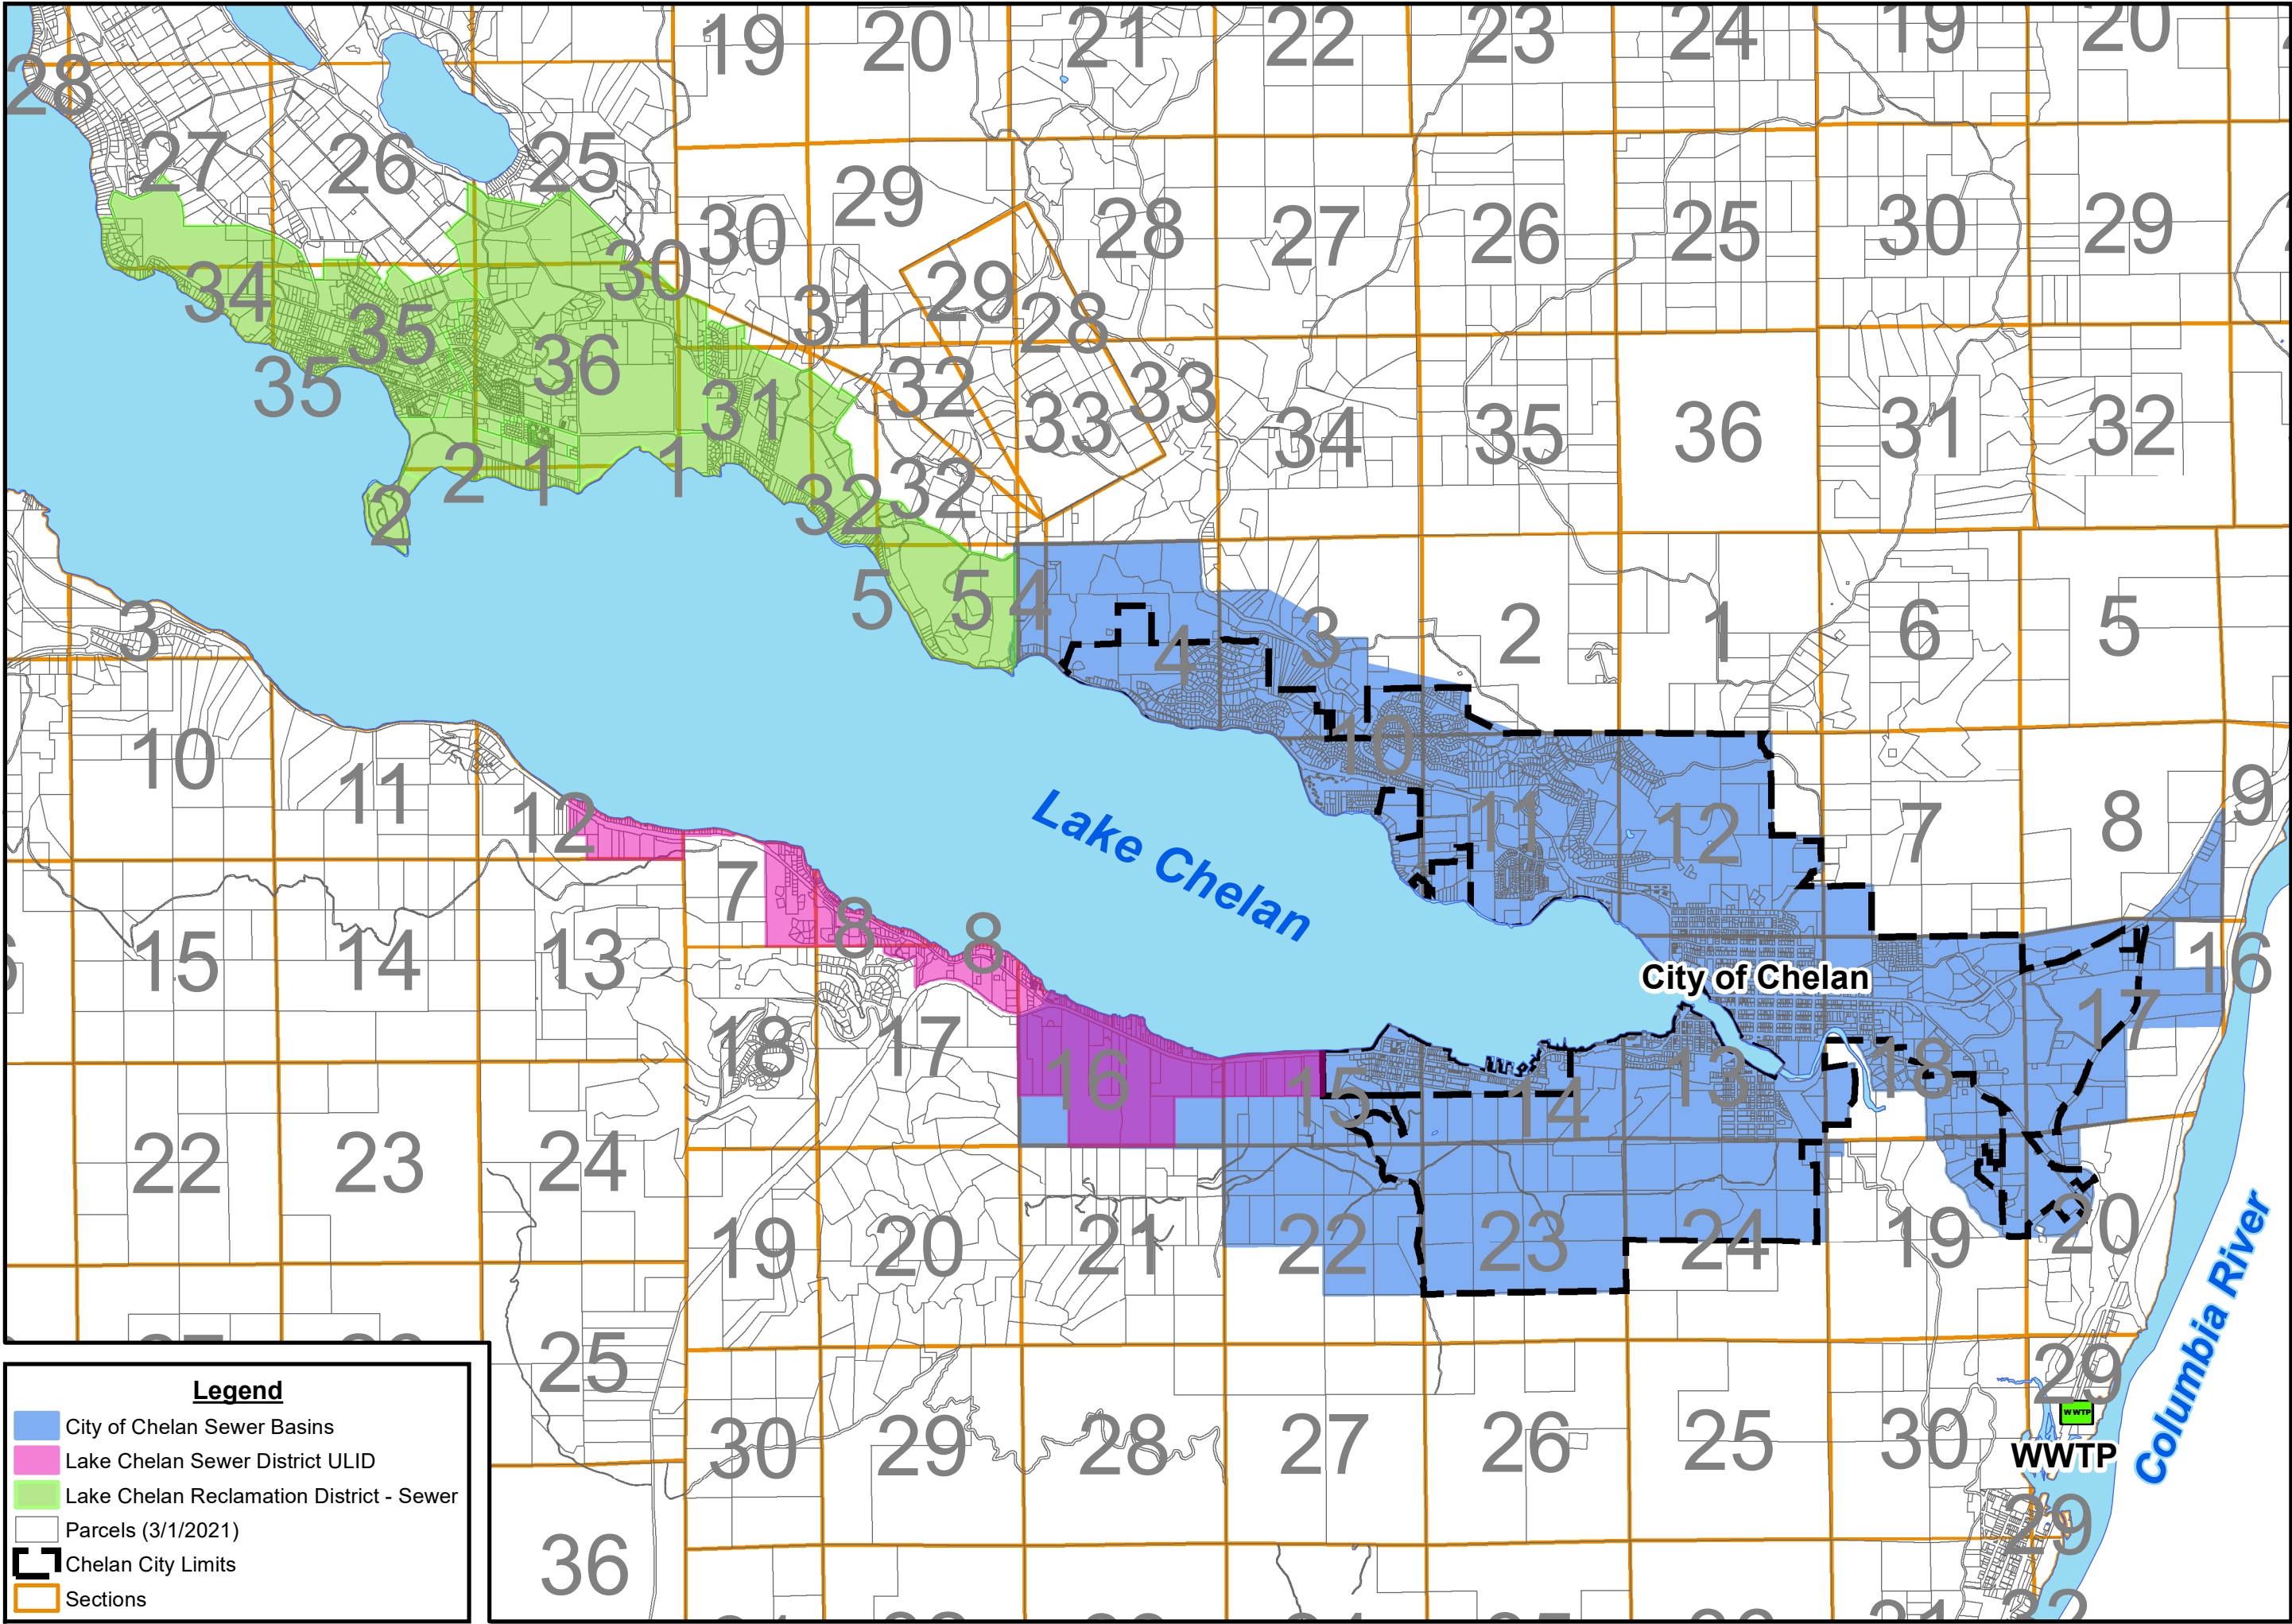 19 20 21 22 23 24 19 20
28 27 26 25
29 28 27 26 25 30 29
30 30
34 35 36 31 29 28
35 32 33 33 34 35 36 31 32
31
2 1 1 32 32
2
5 5 4 4 3 2 1 6 5
3
10 11 12 10 11 12 7 8 9
Lake Chelan
7 8 8
15 14 13 16
City of Chelan
18 17 16 15 14 13 18 17
22 23 24
19 20 21 22 23 24 19 20
25
30 29 28 27 26 25 30 29
WWTP
WWTP
Columbia River
29
36
Legend
City of Chelan Sewer Basins
Lake Chelan Sewer District ULID
Lake Chelan Reclamation District - Sewer
Parcels (3/1/2021)
Chelan City Limits
Sections